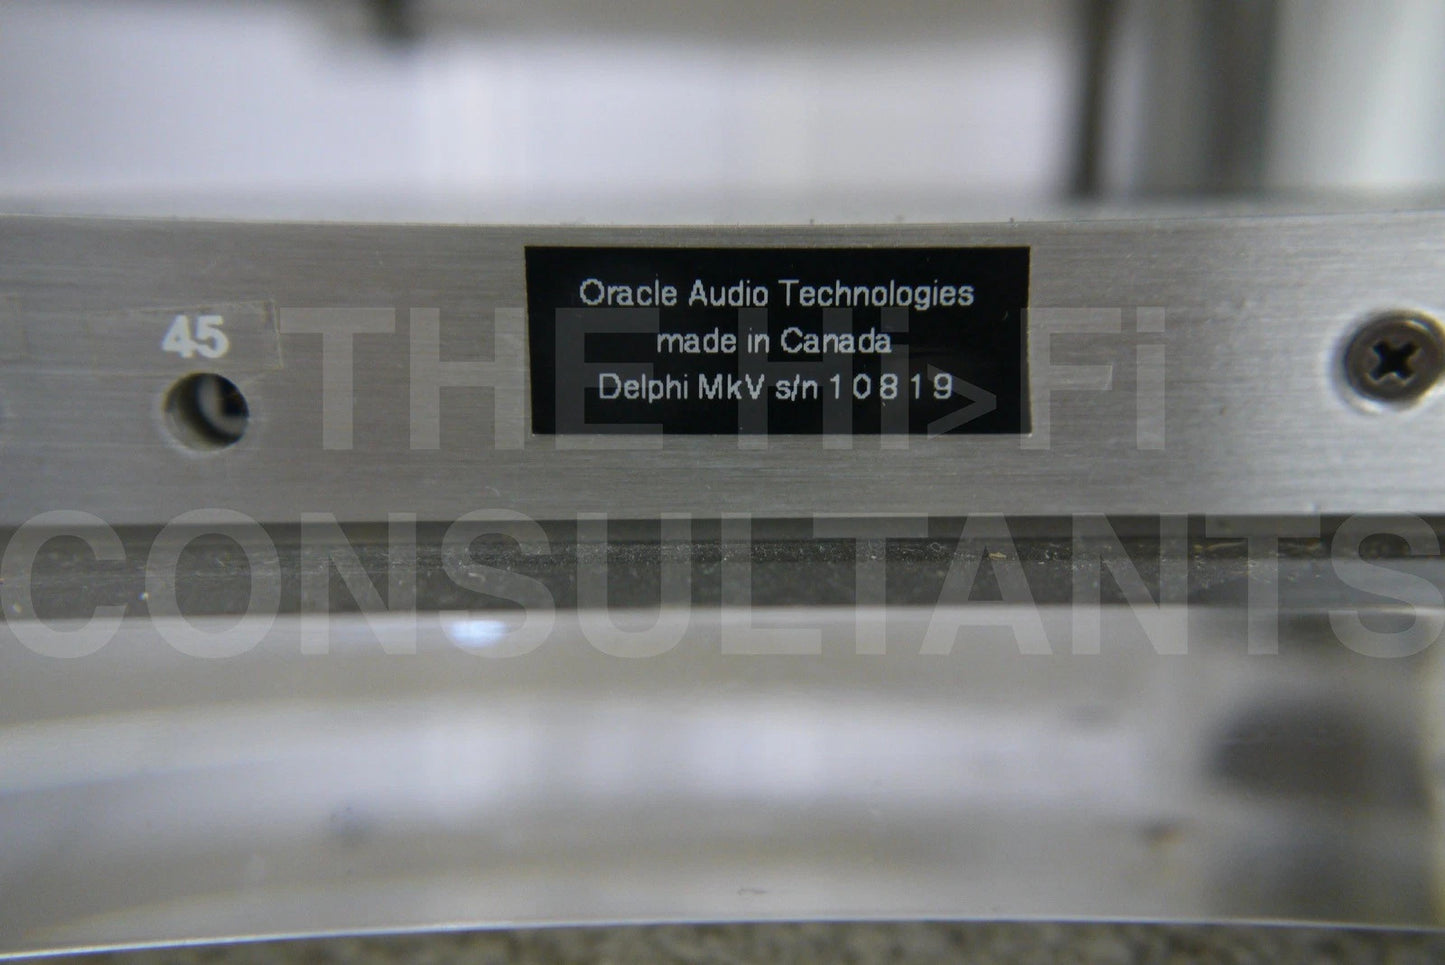 45
Oracle Audio Technologies
made in Canada
Delphi MkV s/n 10819
THE Hi>Fi
CONSULTANTS